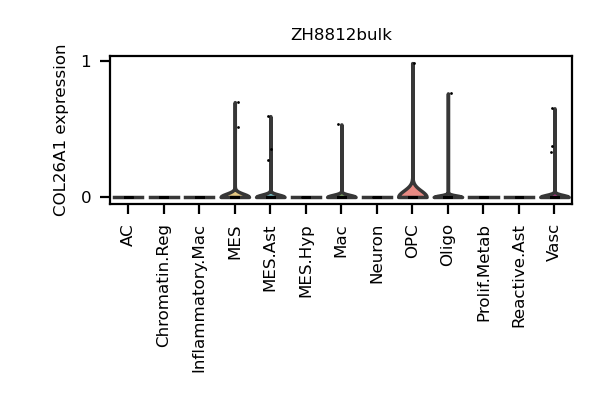 ZH8812bulk
COL26A1 expression
1
0
AC
Chromatin.Reg
Inflammatory.Mac
MES
MES.Ast
MES.Hyp
Mac
Neuron
OPC
Oligo
Prolif.Metab
Reactive.Ast
Vasc